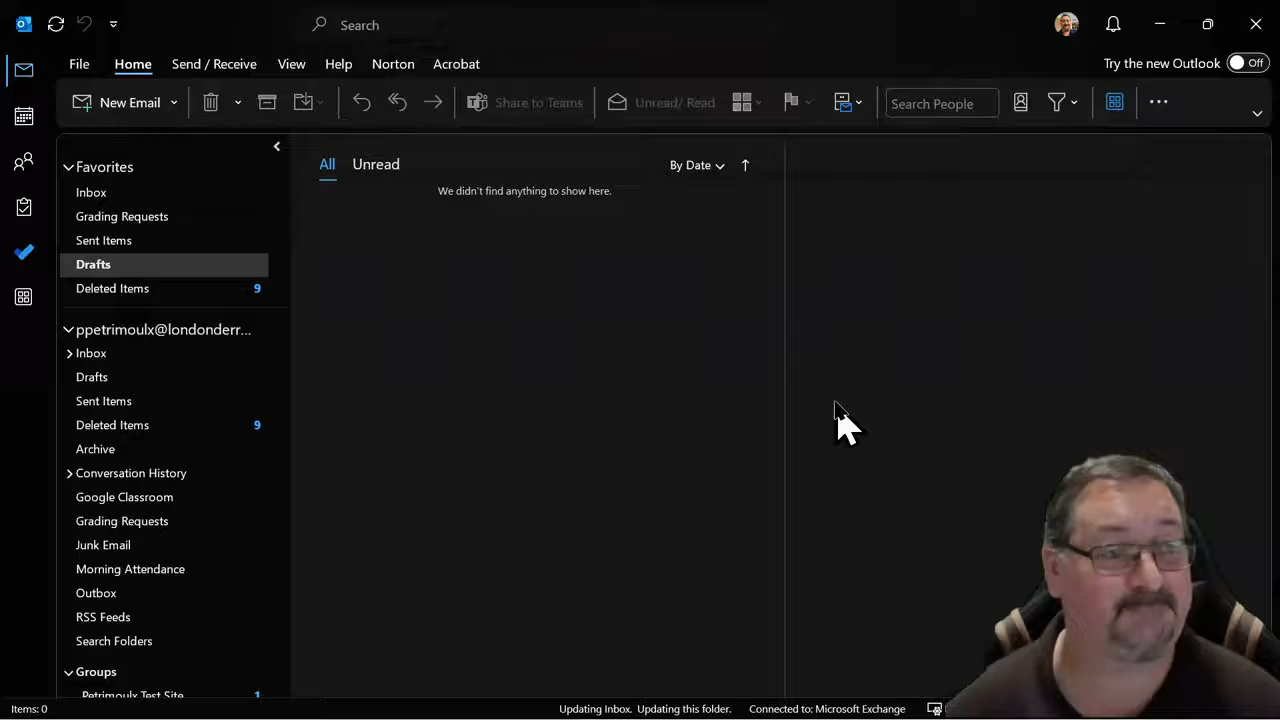 Search
File Home Send / Receive View Help Norton Acrobat
Try the new Outlook Off
New Email Share to Teams Unread/ Read Search People
Favorites
Inbox
Grading Requests
Sent Items
Drafts
Deleted Items 9
ppetrimoulx@londonderr...
Inbox
Drafts
Sent Items
Deleted Items 9
Archive
Conversation History
Google Classroom
Grading Requests
Junk Email
Morning Attendance
Outbox
RSS Feeds
Search Folders
Groups
Petrimoulx Test Site 1
All Unread By Date
We didn't find anything to show here.
Items: 0 Updating Inbox. Updating this folder. Connected to: Microsoft Exchange